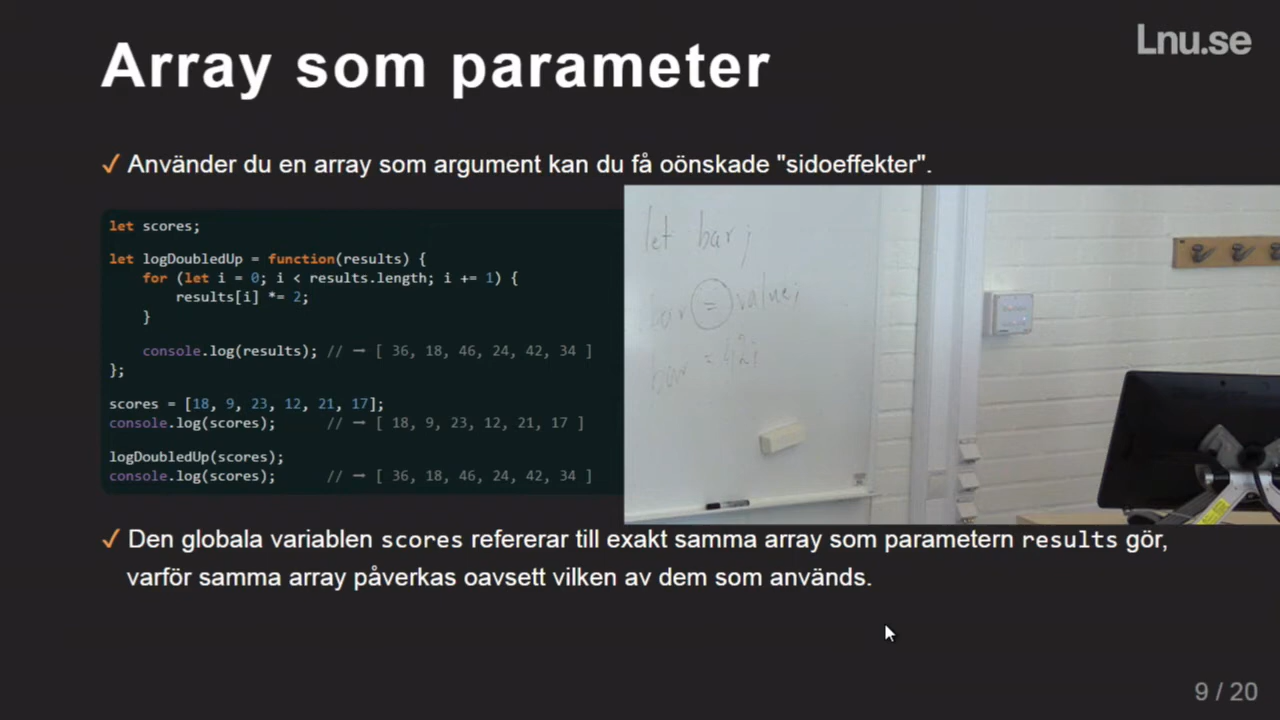 Lnu.se
Array som parameter
✓ Använder du en array som argument kan du få oönskade "sidoeffekter".
let scores;
let logDoubledUp = function(results) {
for (let i = 0; i < results.length; i += 1) {
results[i] *= 2;
}
console.log(results); // → [ 36, 18, 46, 24, 42, 34 ]
};
scores = [18, 9, 23, 12, 21, 17];
console.log(scores); // → [ 18, 9, 23, 12, 21, 17 ]
logDoubledUp(scores);
console.log(scores); // → [ 36, 18, 46, 24, 42, 34 ]
let bar;
bar = value;
bar = 42;
✓ Den globala variablen scores refererar till exakt samma array som parametern results gör,
varför samma array påverkas oavsett vilken av dem som används.
9 / 20